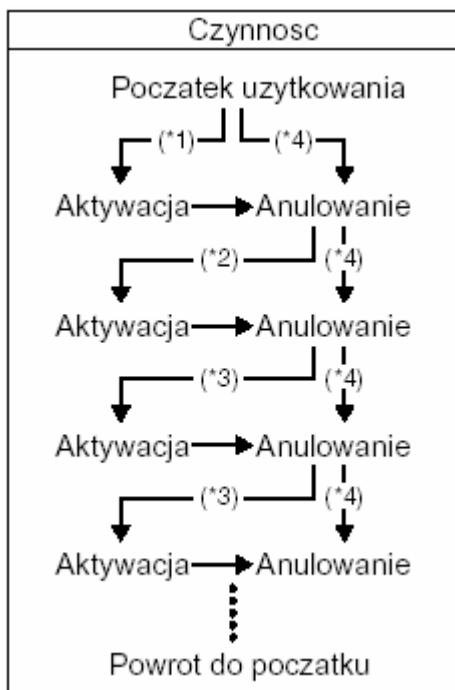 Czynnosc
Poczatek uzytkowania
(*1) (*4)
Aktywacja Anulowanie
(*2) (*4)
Aktywacja Anulowanie
(*3) (*4)
Aktywacja Anulowanie
(*3) (*4)
Aktywacja Anulowanie
Powrot do poczatku